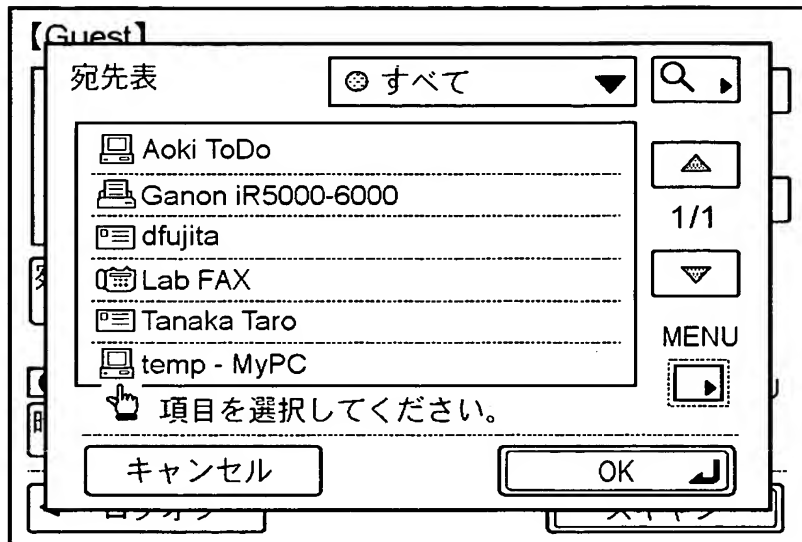 【Guest】
宛先表
すべて
Aoki ToDo
Ganon iR5000-6000
dfujita
Lab FAX
Tanaka Taro
temp - MyPC
1/1
MENU
項目を選択してください。
キャンセル
OK